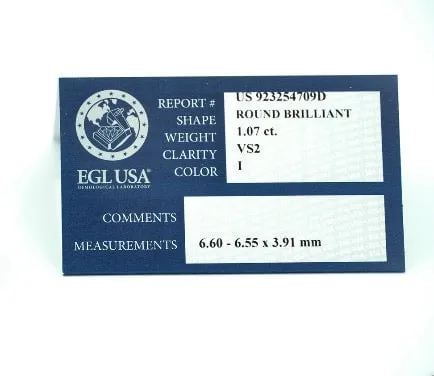 REPORT # US 923254709D
SHAPE ROUND BRILLIANT
WEIGHT 1.07 ct.
CLARITY VS2
COLOR I
EGL USA®
GEMOLOGICAL LABORATORY
COMMENTS
MEASUREMENTS 6.60 - 6.55 x 3.91 mm